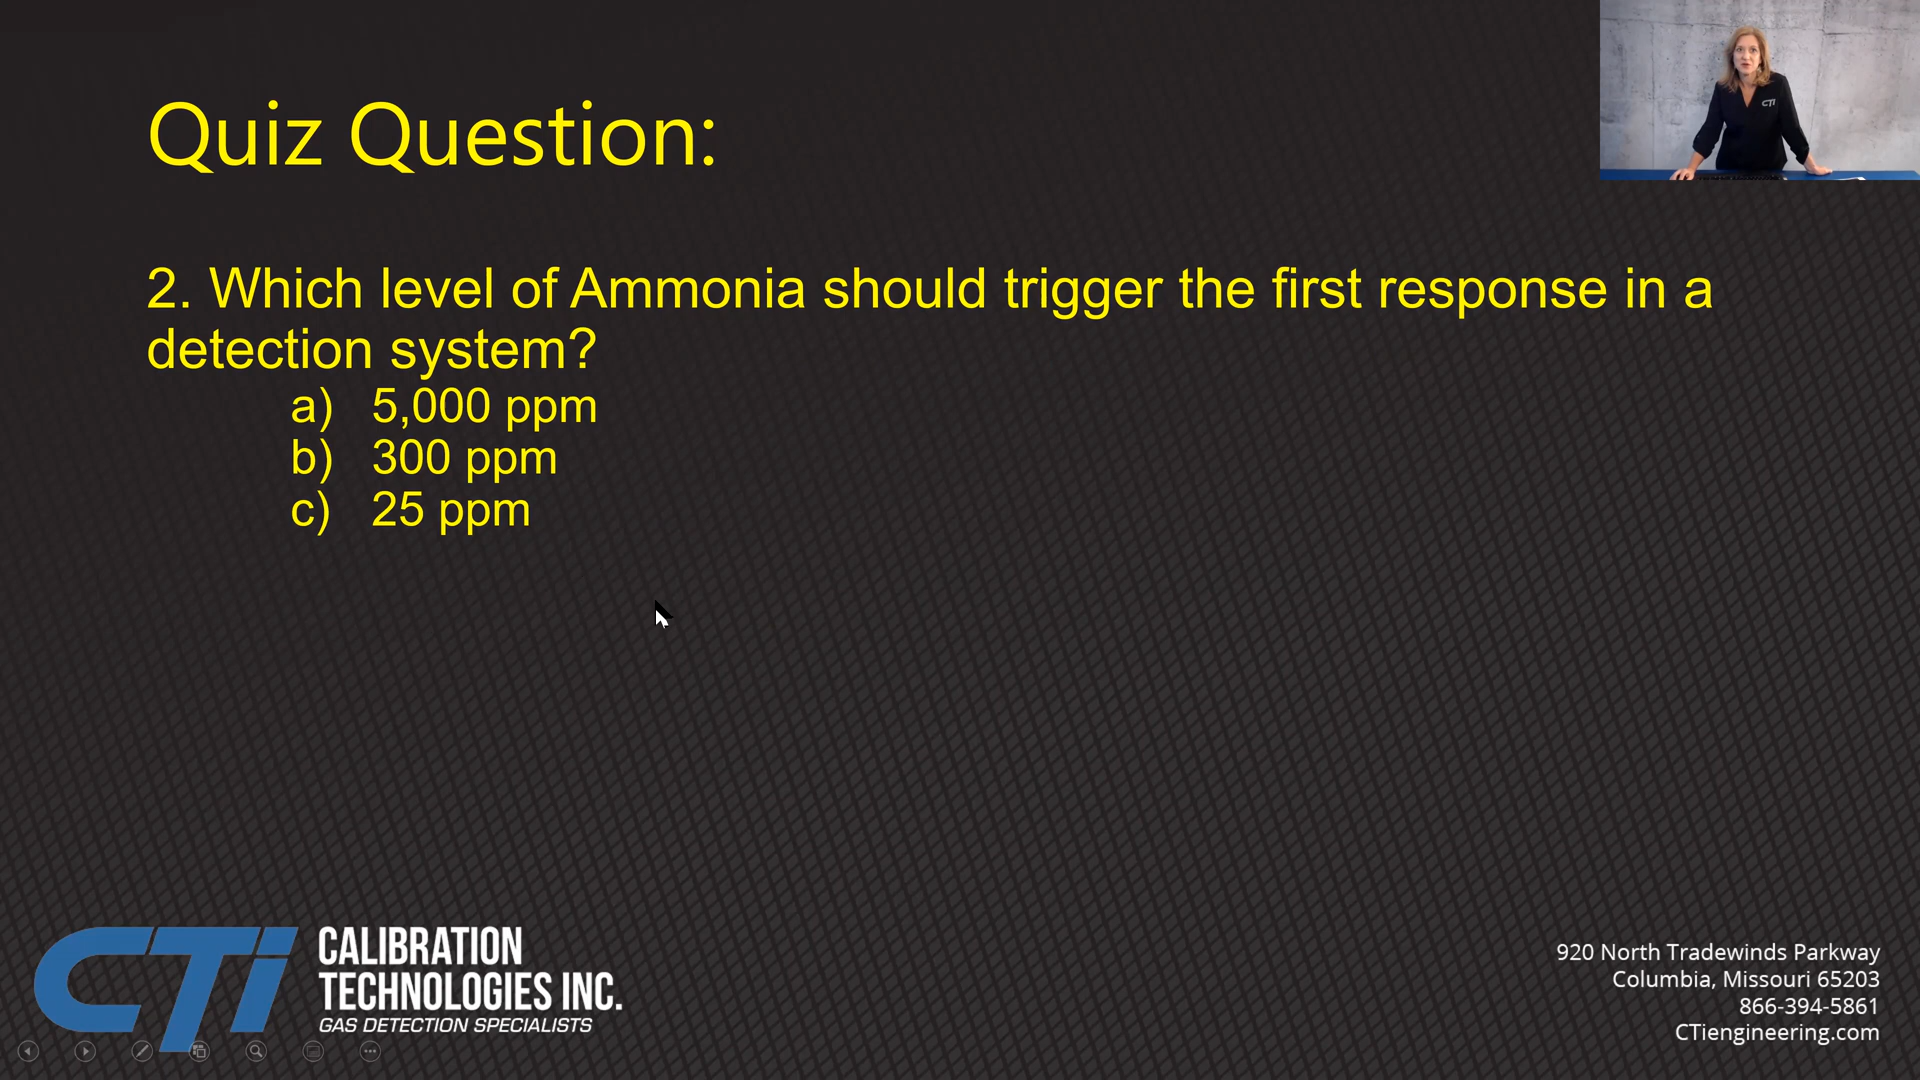 Quiz Question:
2. Which level of Ammonia should trigger the first response in a
detection system?
a) 5,000 ppm
b) 300 ppm
c) 25 ppm
CTi
CTi
CALIBRATION
TECHNOLOGIES INC.
GAS DETECTION SPECIALISTS
920 North Tradewinds Parkway
Columbia, Missouri 65203
866-394-5861
CTiengineering.com